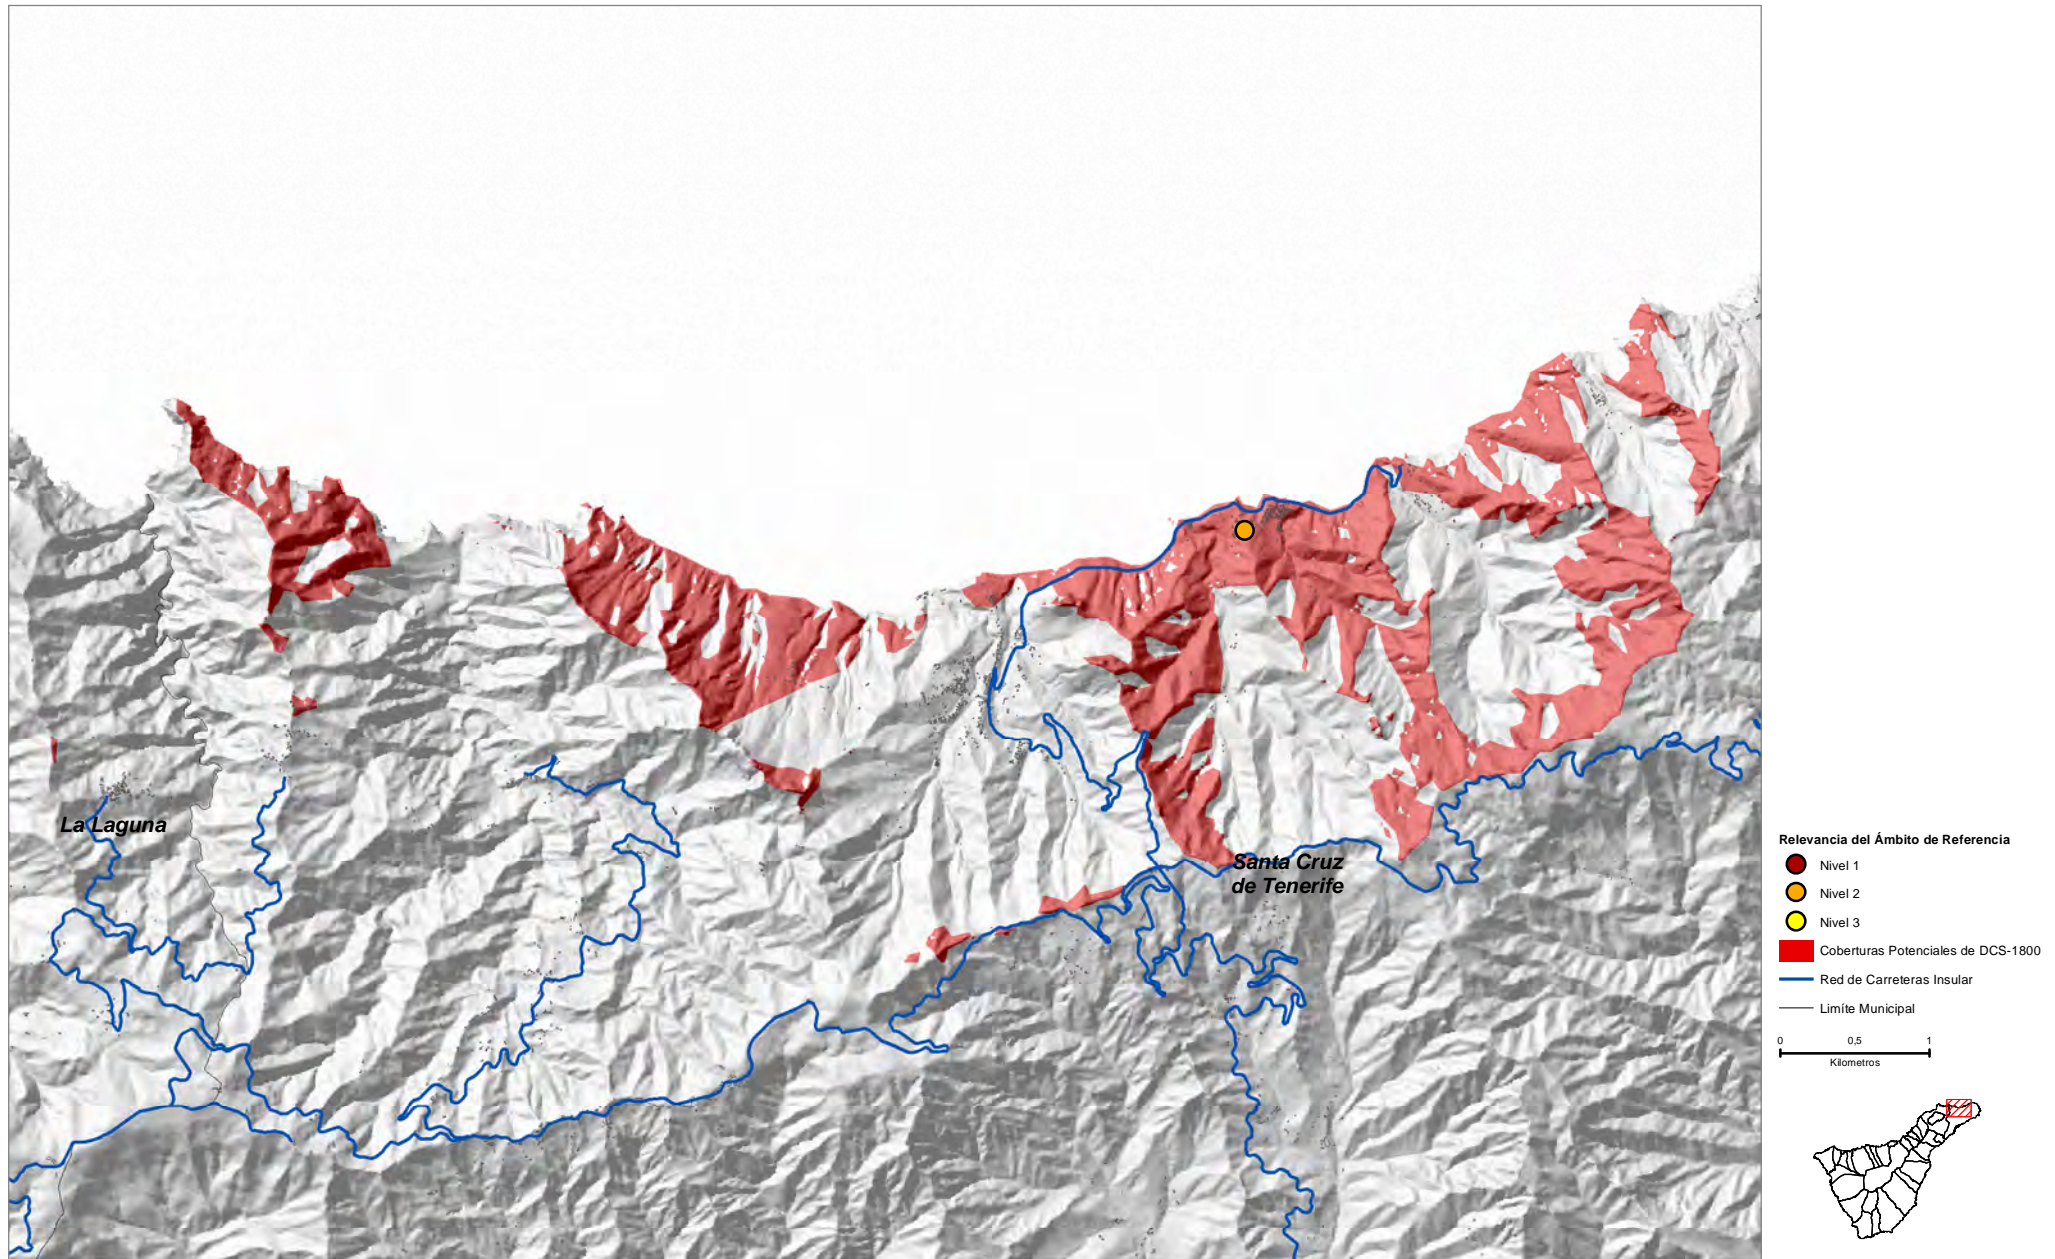 La Laguna
Santa Cruz
de Tenerife
Relevancia del Ámbito de Referencia
Nivel 1
Nivel 2
Nivel 3
Coberturas Potenciales de DCS-1800
Red de Carreteras Insular
Limíte Municipal
0 0,5 1
Kilometros